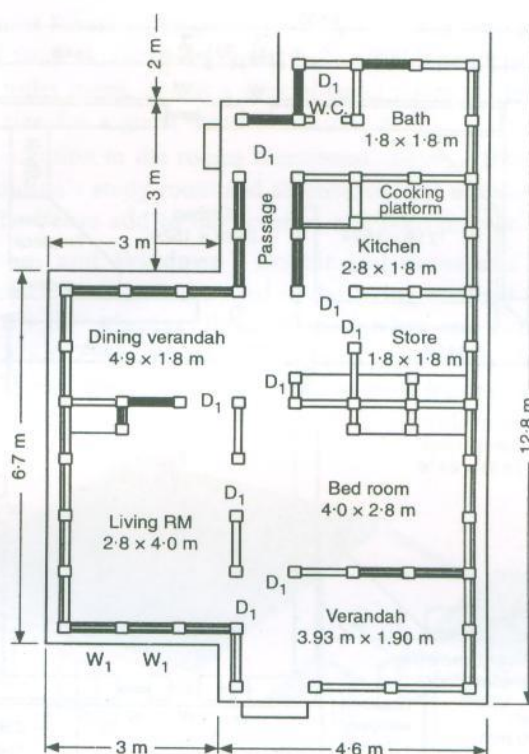 2 m
D₁
W.C.
Bath
1·8 × 1·8 m
D₁
3 m
Passage
Cooking
platform
3 m
Kitchen
2·8 × 1·8 m
D₁
Dining verandah
4·9 × 1·8 m
D₁
Store
1·8 × 1·8 m
D₁
D₁
6·7 m
12·8 m
D₁
Bed room
4·0 × 2·8 m
Living RM
2·8 × 4·0 m
D₁
D₁
Verandah
3·93 m × 1·90 m
W₁ W₁
3 m
4·6 m